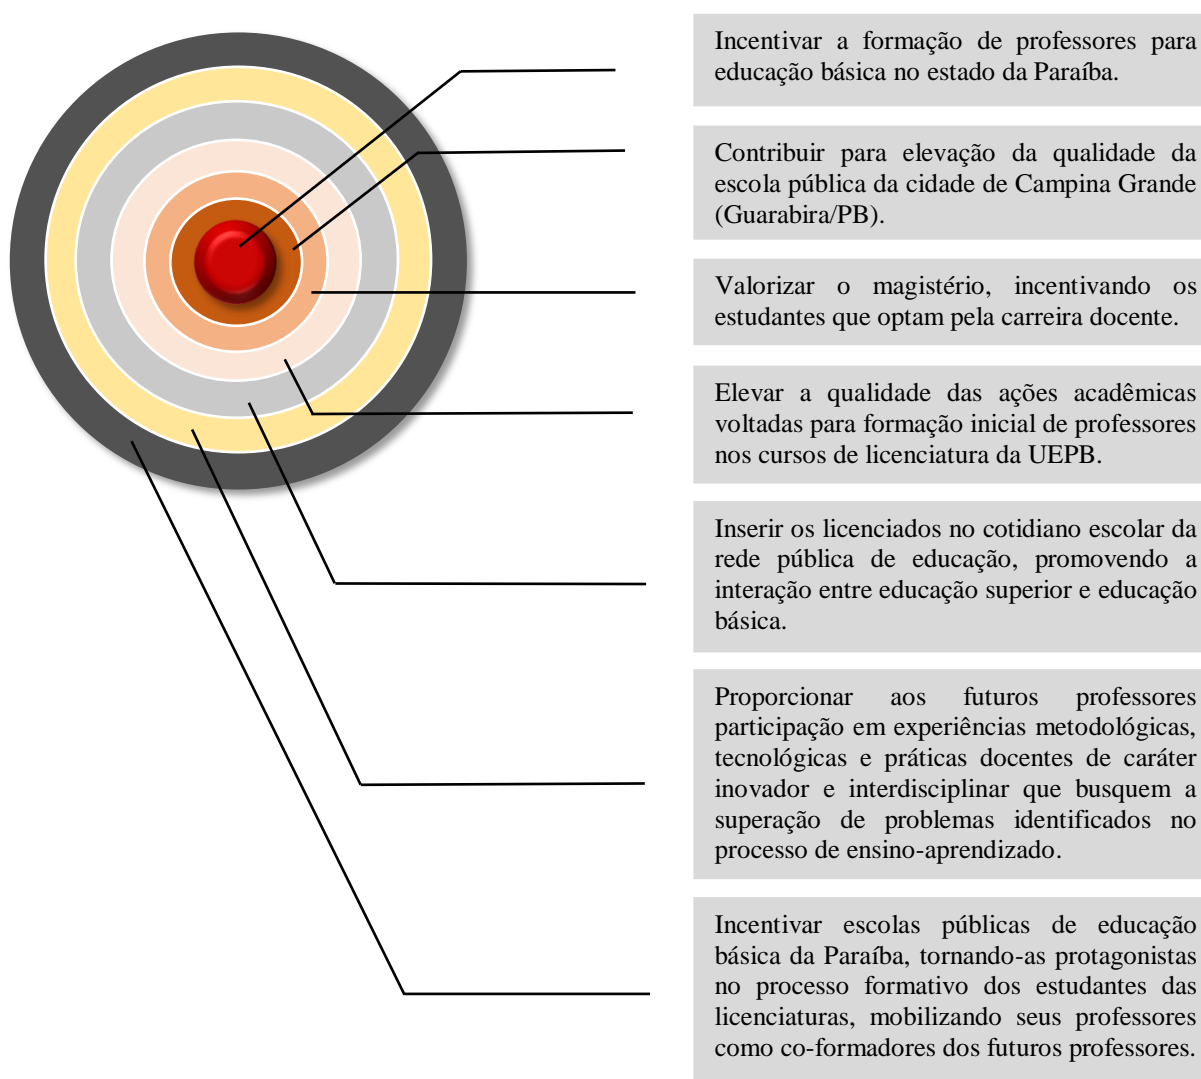 Incentivar a formação de professores para
educação básica no estado da Paraíba.
Contribuir para elevação da qualidade da
escola pública da cidade de Campina Grande
(Guarabira/PB).
Valorizar o magistério, incentivando os
estudantes que optam pela carreira docente.
Elevar a qualidade das ações acadêmicas
voltadas para formação inicial de professores
nos cursos de licenciatura da UEPB.
Inserir os licenciados no cotidiano escolar da
rede pública de educação, promovendo a
interação entre educação superior e educação
básica.
Proporcionar aos futuros professores
participação em experiências metodológicas,
tecnológicas e práticas docentes de caráter
inovador e interdisciplinar que busquem a
superação de problemas identificados no
processo de ensino-aprendizado.
Incentivar escolas públicas de educação
básica da Paraíba, tornando-as protagonistas
no processo formativo dos estudantes das
licenciaturas, mobilizando seus professores
como co-formadores dos futuros professores.